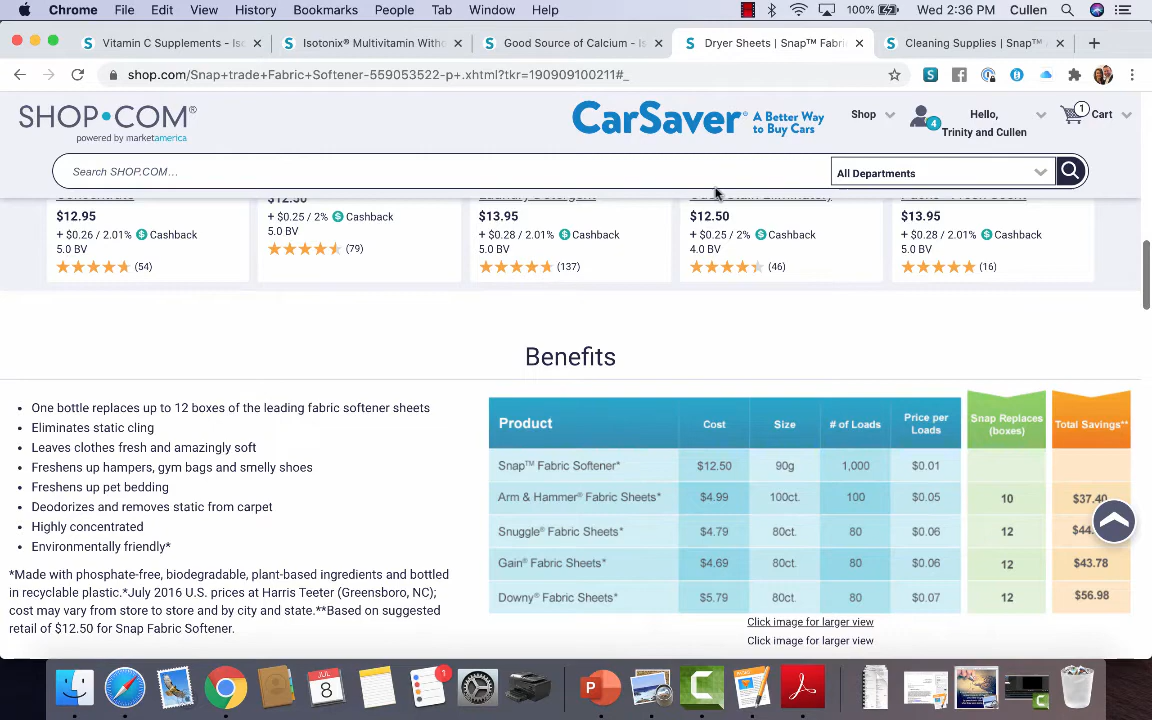 Chrome File Edit View History Bookmarks People Tab Window Help 100% Wed 2:36 PM Cullen
Vitamin C Supplements - Iso Isotonix® Multivitamin With Good Source of Calcium - Is Dryer Sheets | Snap™ Fabri Cleaning Supplies | Snap™
shop.com/Snap+trade+Fabric+Softener-559053522-p+.xhtml?tkr=190909100211#_
SHOP•COM®
powered by marketamerica
CarSaver® A Better Way
to Buy Cars
Shop
4
Hello,
Trinity and Cullen
1
Cart
Search SHOP.COM...
All Departments
$12.95
+ $0.26 / 2.01% Cashback
5.0 BV
(54)
$12.50
+ $0.25 / 2% Cashback
5.0 BV
(79)
Laundry Detergent
$13.95
+ $0.28 / 2.01% Cashback
5.0 BV
(137)
$12.50
+ $0.25 / 2% Cashback
4.0 BV
(46)
$13.95
+ $0.28 / 2.01% Cashback
5.0 BV
(16)
Benefits
• One bottle replaces up to 12 boxes of the leading fabric softener sheets
• Eliminates static cling
• Leaves clothes fresh and amazingly soft
• Freshens up hampers, gym bags and smelly shoes
• Freshens up pet bedding
• Deodorizes and removes static from carpet
• Highly concentrated
• Environmentally friendly*
*Made with phosphate-free, biodegradable, plant-based ingredients and bottled
in recyclable plastic.*July 2016 U.S. prices at Harris Teeter (Greensboro, NC);
cost may vary from store to store and by city and state.**Based on suggested
retail of $12.50 for Snap Fabric Softener.
Product Cost Size # of Loads Price per Loads Snap Replaces (boxes) Total Savings**
Snap™ Fabric Softener* $12.50 90g 1,000 $0.01
Arm & Hammer® Fabric Sheets* $4.99 100ct. 100 $0.05 10 $37.40
Snuggle® Fabric Sheets* $4.79 80ct. 80 $0.06 12 $44.
Gain® Fabric Sheets* $4.69 80ct. 80 $0.06 12 $43.78
Downy® Fabric Sheets* $5.79 80ct. 80 $0.07 12 $56.98
Click image for larger view
Click image for larger view
JUL
8
1